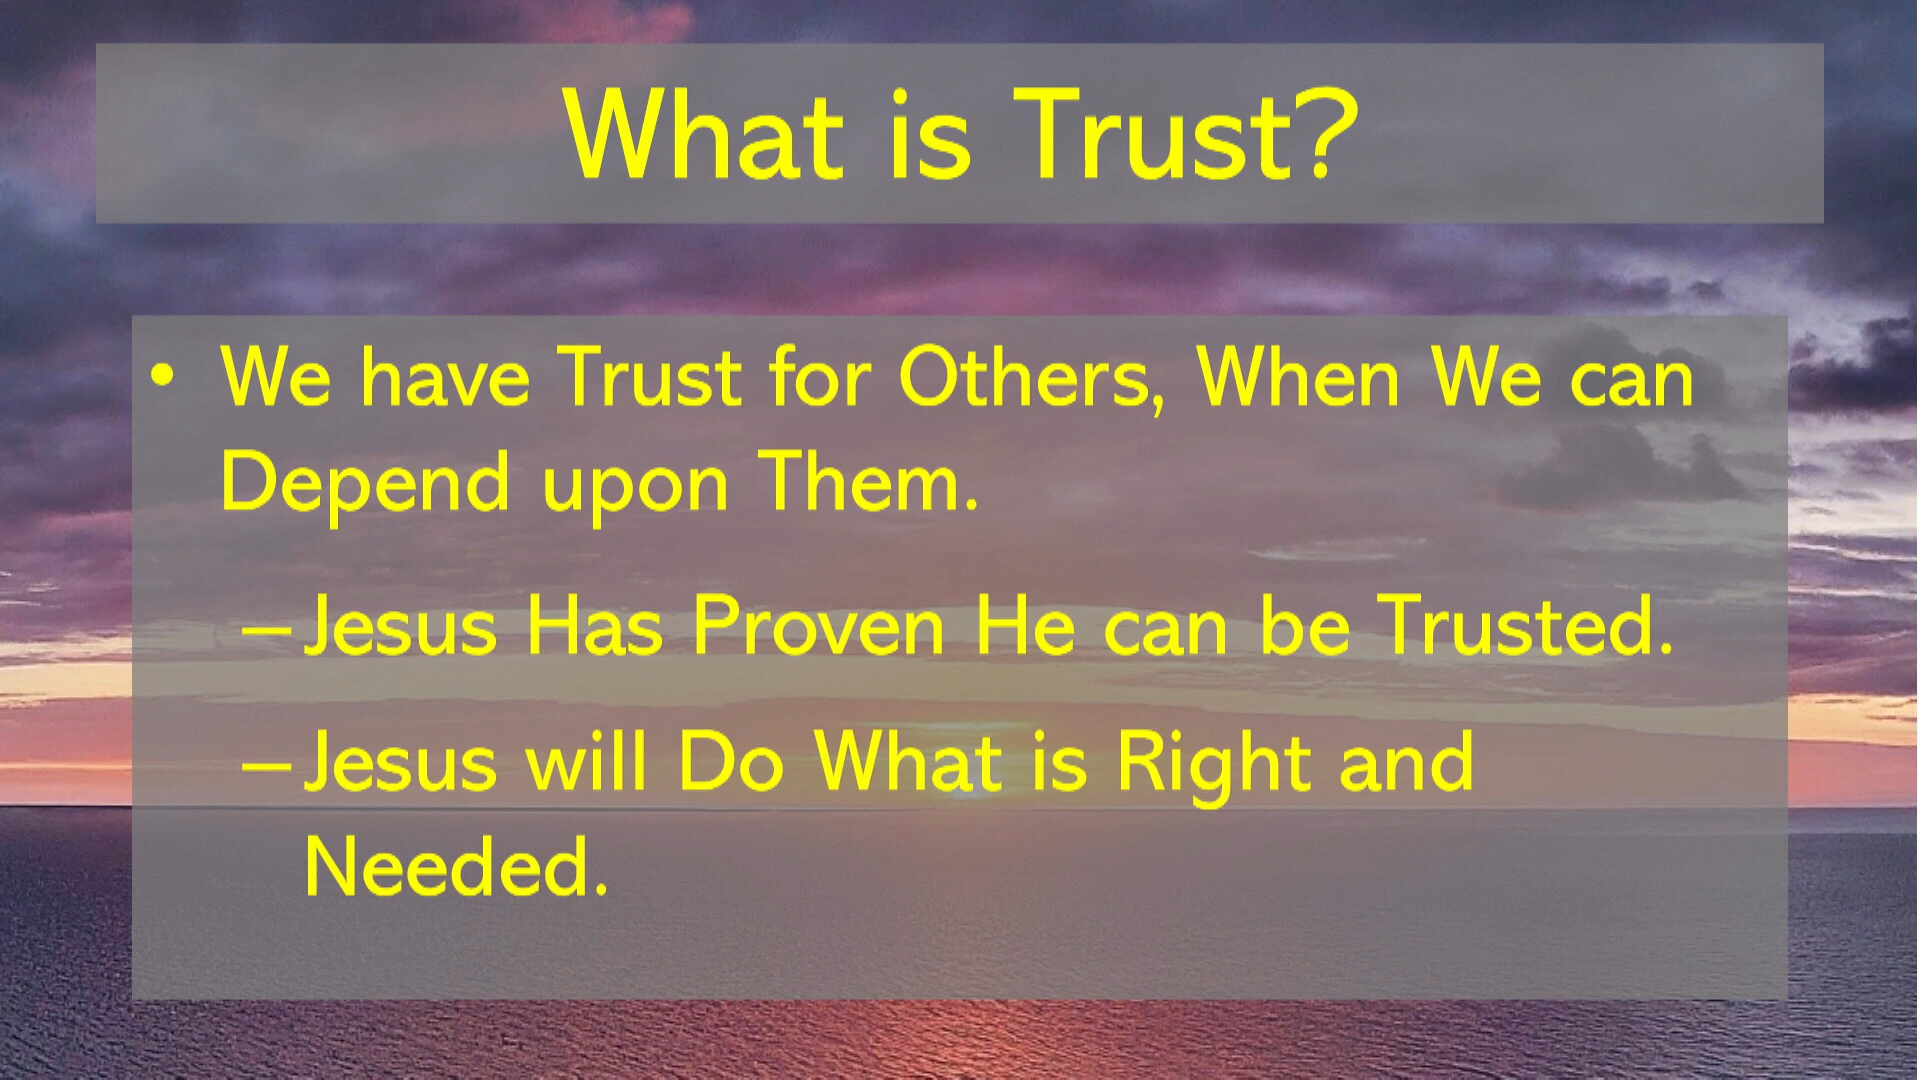 What is Trust?
• We have Trust for Others, When We can
Depend upon Them.
– Jesus Has Proven He can be Trusted.
– Jesus will Do What is Right and
Needed.